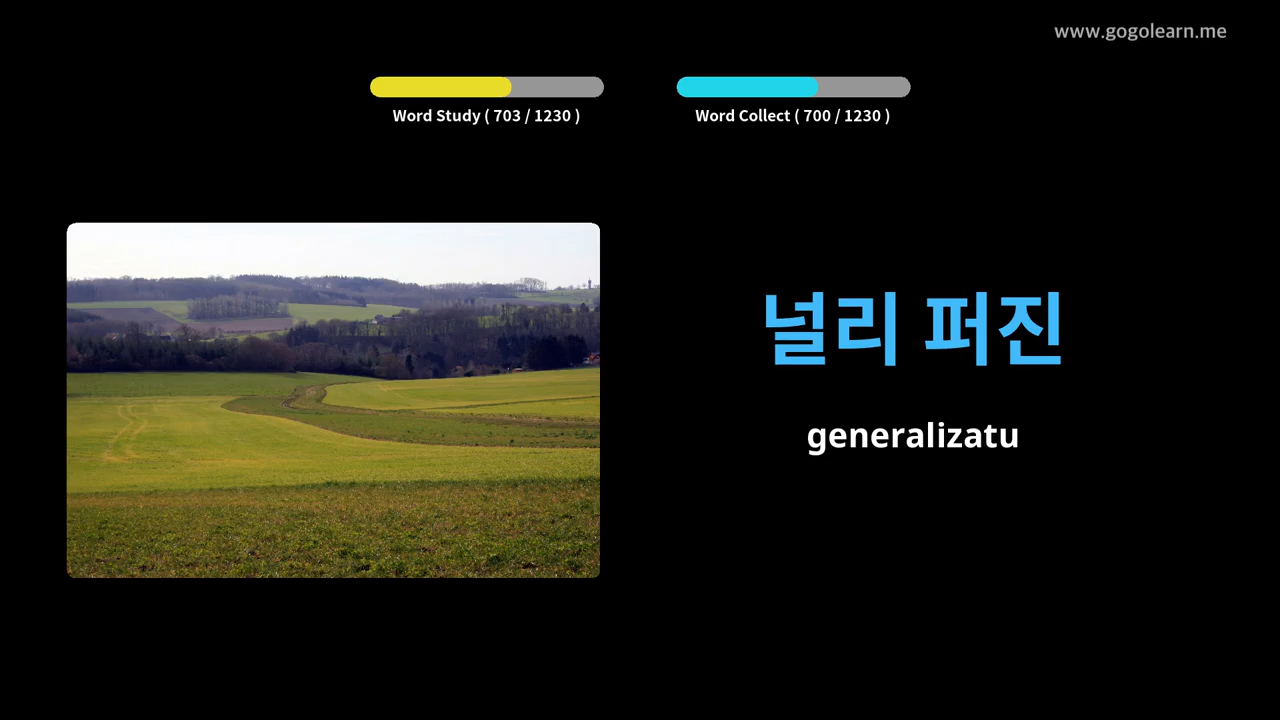 www.gogolearn.me
Word Study ( 703 / 1230 )
Word Collect ( 700 / 1230 )
널리 퍼진
generalizatu